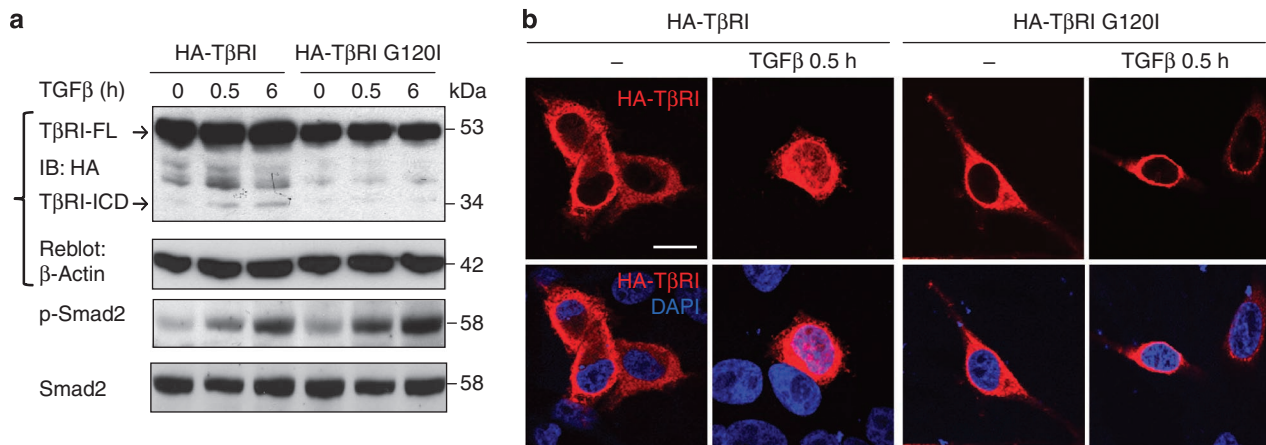 a
HA-TβRI HA-TβRI G120I
TGFβ (h) 0 0.5 6 0 0.5 6 kDa
TβRI-FL 53
IB: HA
TβRI-ICD 34
Reblot:
β-Actin 42
p-Smad2 58
Smad2 58
b
HA-TβRI HA-TβRI G120I
– TGFβ 0.5 h – TGFβ 0.5 h
HA-TβRI
HA-TβRI
DAPI